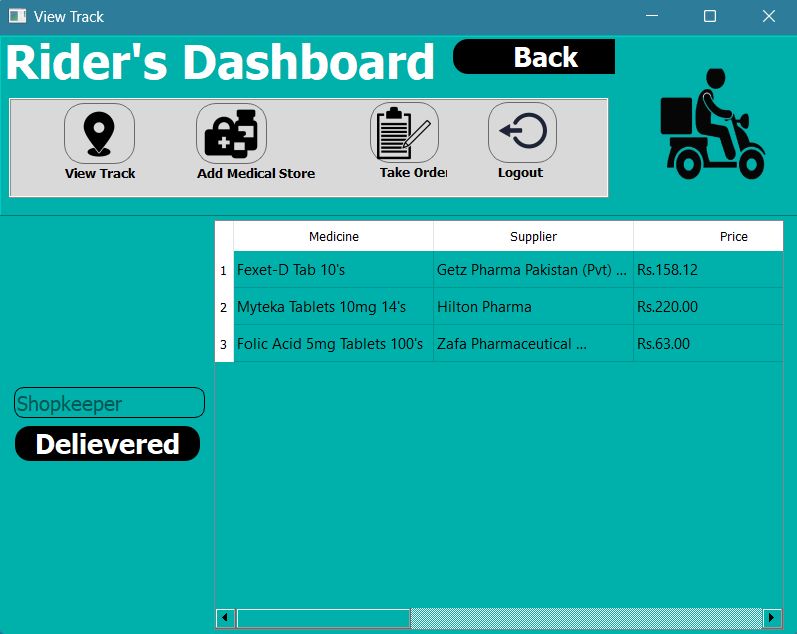 View Track
Rider's Dashboard
Back
View Track
Add Medical Store
Take Order
Logout
Medicine Supplier Price
1 Fexet-D Tab 10's Getz Pharma Pakistan (Pvt) ... Rs.158.12
2 Myteka Tablets 10mg 14's Hilton Pharma Rs.220.00
3 Folic Acid 5mg Tablets 100's Zafa Pharmaceutical ... Rs.63.00
Shopkeeper
Delievered